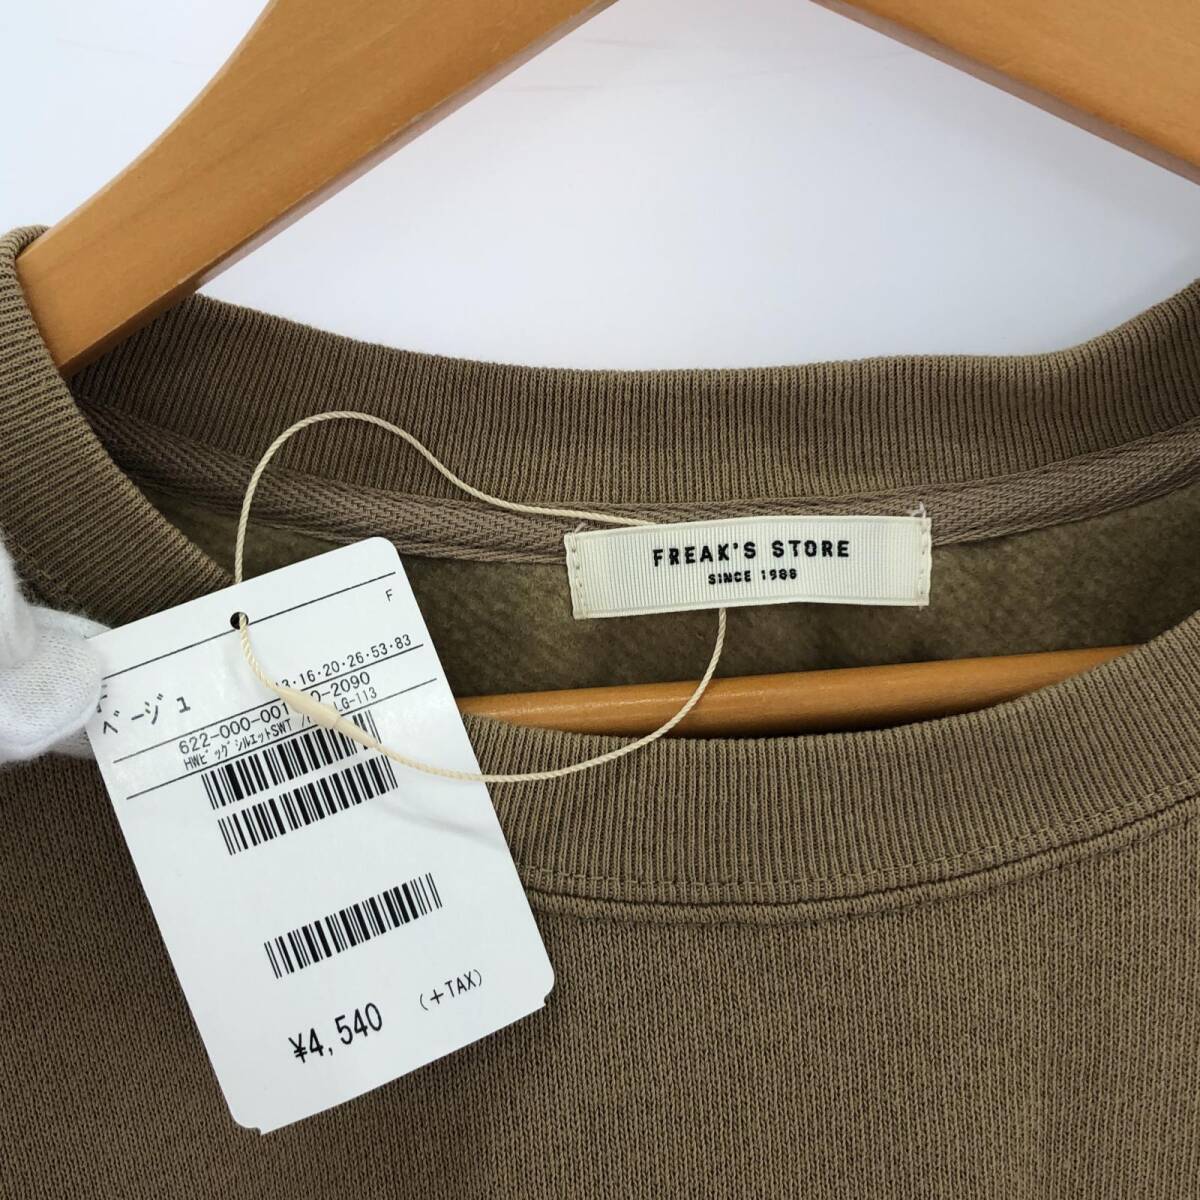 FREAK'S STORE
SINCE 1988
F
ベージュ
3・16・20・26・53・83
622-000-001 0-2090
HWビッグシルエットSWT / LG-113
¥4,540 (+TAX)